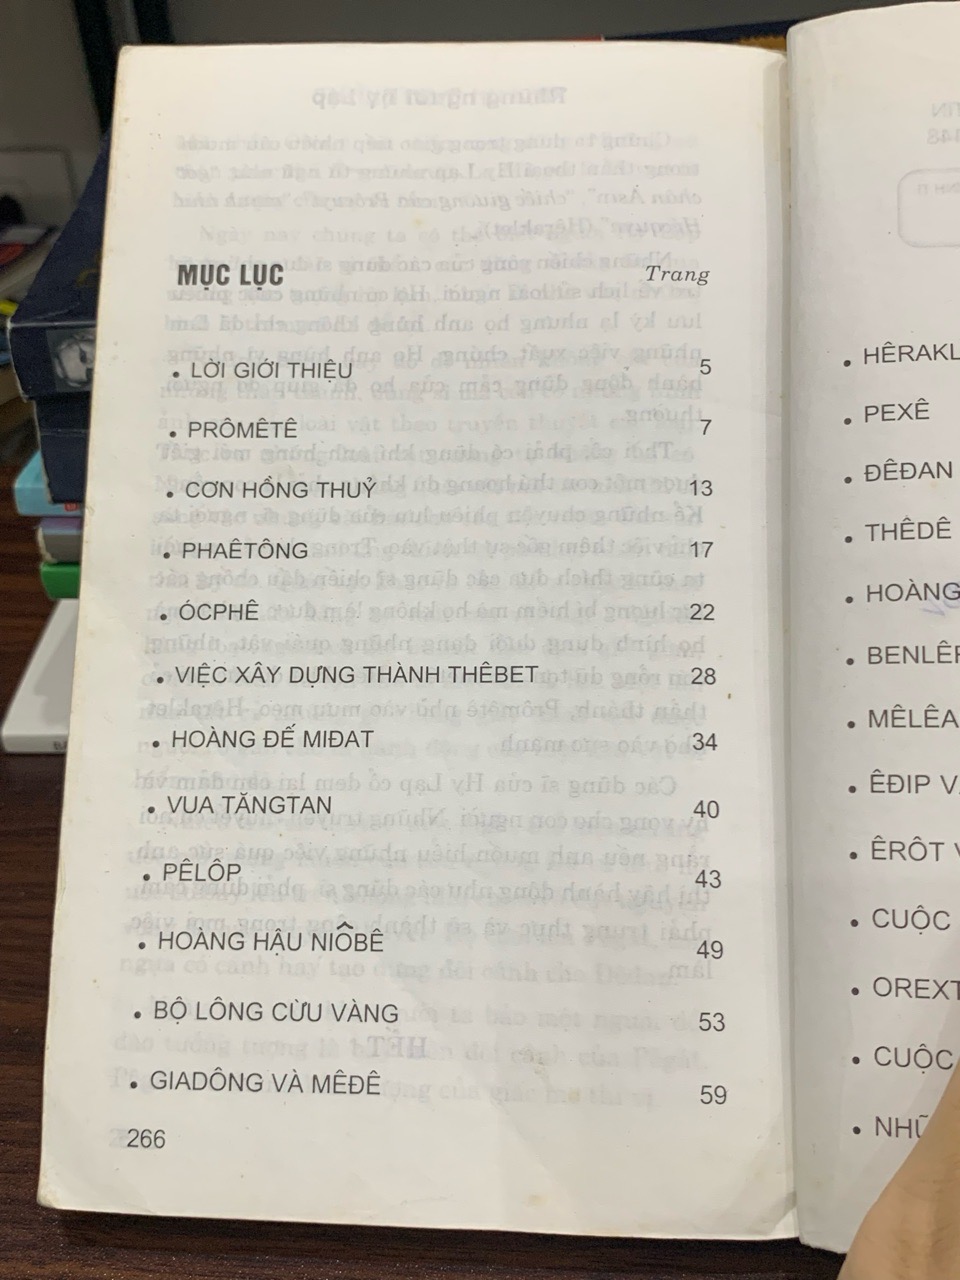 MỤC LỤC Trang
• LỜI GIỚI THIỆU 5
• PRÔMÊTÊ 7
• CƠN HỒNG THUỶ 13
• PHAÊTÔNG 17
• ÓCPHÊ 22
• VIỆC XÂY DỰNG THÀNH THÊBET 28
• HOÀNG ĐẾ MIĐAT 34
• VUA TĂNGTAN 40
• PÊLÔP 43
• HOÀNG HẬU NIÔBÊ 49
• BỘ LÔNG CỪU VÀNG 53
• GIADÔNG VÀ MÊĐÊ 59
266
• HÊRAKL
• PEXÊ
• ĐÊĐAN
• THÊDÊ
• HOÀNG
• BENLÊR
• MÊLÊA
• ÊĐIP V
• ÊRÔT V
• CUỘC
• OREXT
• CUỘC
• NHỮ